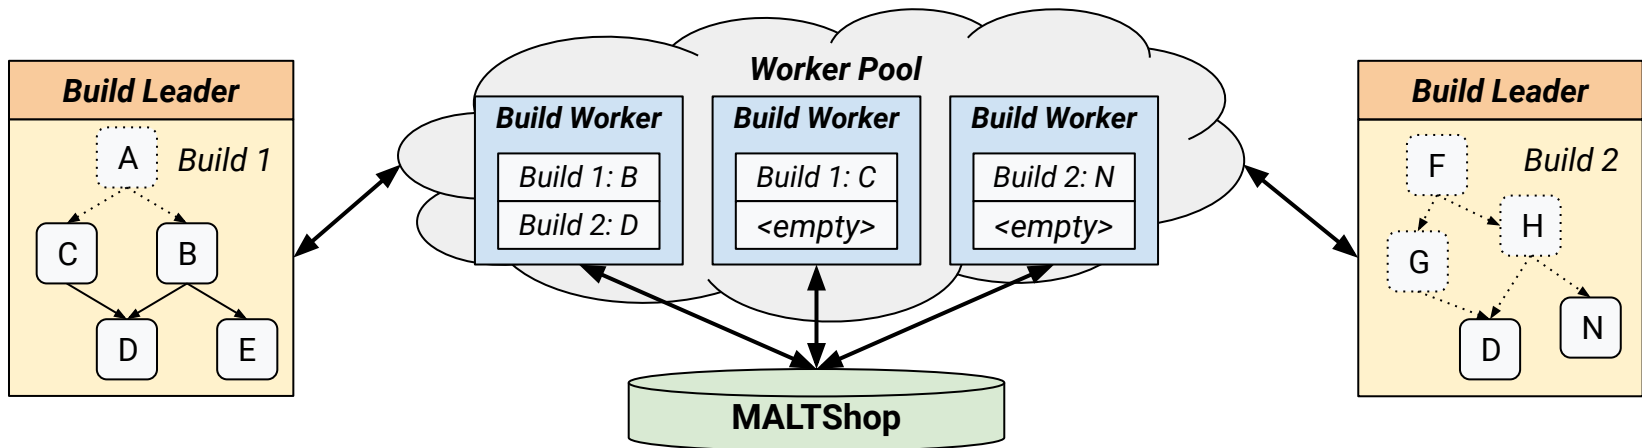 Build Leader
Build 1
A
C
B
D
E
Worker Pool
Build Worker
Build 1: B
Build 2: D
Build Worker
Build 1: C
<empty>
Build Worker
Build 2: N
<empty>
MALTShop
Build Leader
Build 2
F
H
G
N
D